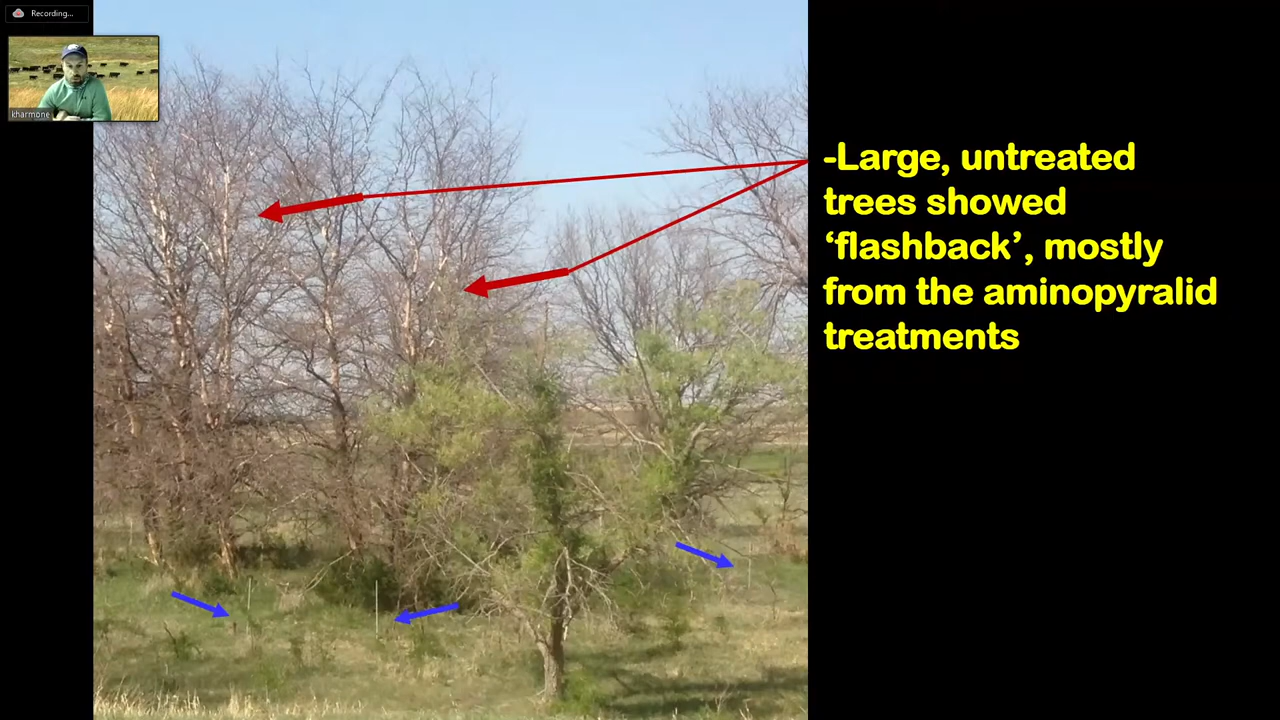 Recording...
kharmone
-Large, untreated
trees showed
‘flashback’, mostly
from the aminopyralid
treatments